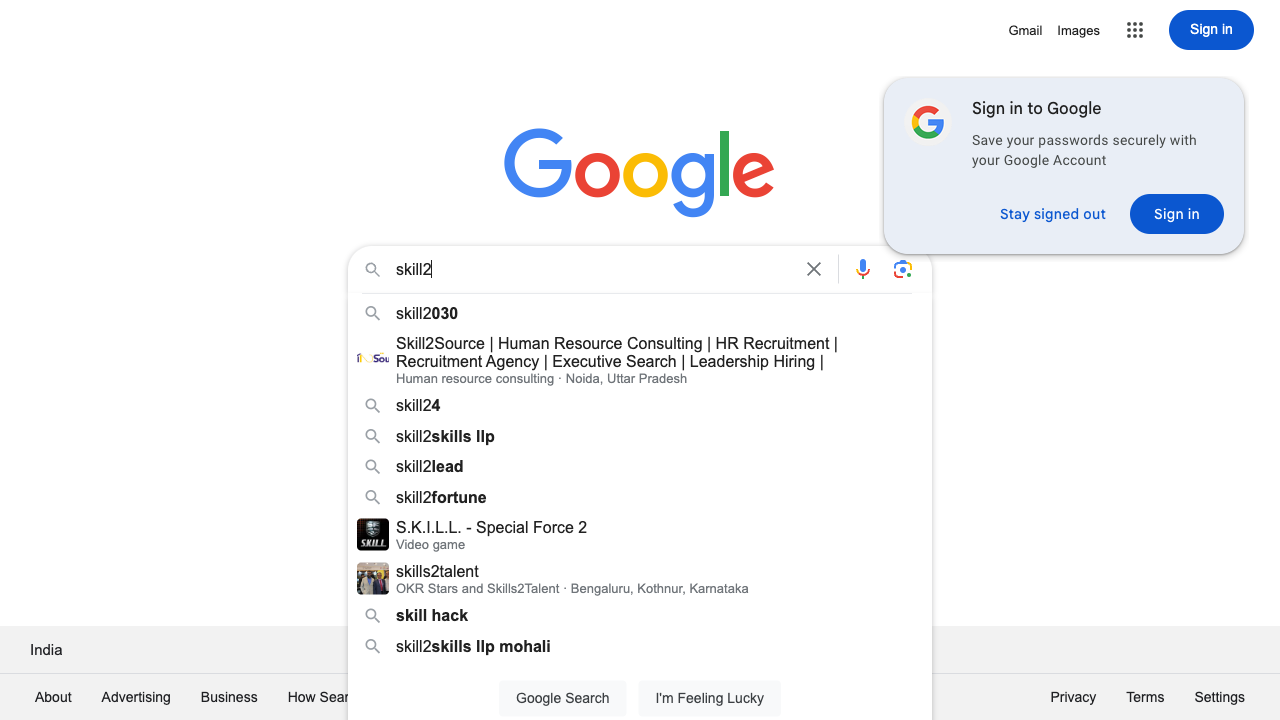 Gmail Images Sign in
Sign in to Google
Save your passwords securely with
your Google Account
Stay signed out Sign in
Google
skill2
skill2030
Skill2Source | Human Resource Consulting | HR Recruitment |
Recruitment Agency | Executive Search | Leadership Hiring |
Human resource consulting · Noida, Uttar Pradesh
skill24
skill2skills llp
skill2lead
skill2fortune
S.K.I.L.L. - Special Force 2
Video game
skills2talent
OKR Stars and Skills2Talent · Bengaluru, Kothnur, Karnataka
skill hack
skill2skills llp mohali
Google Search I'm Feeling Lucky
India
About Advertising Business How Sear Privacy Terms Settings